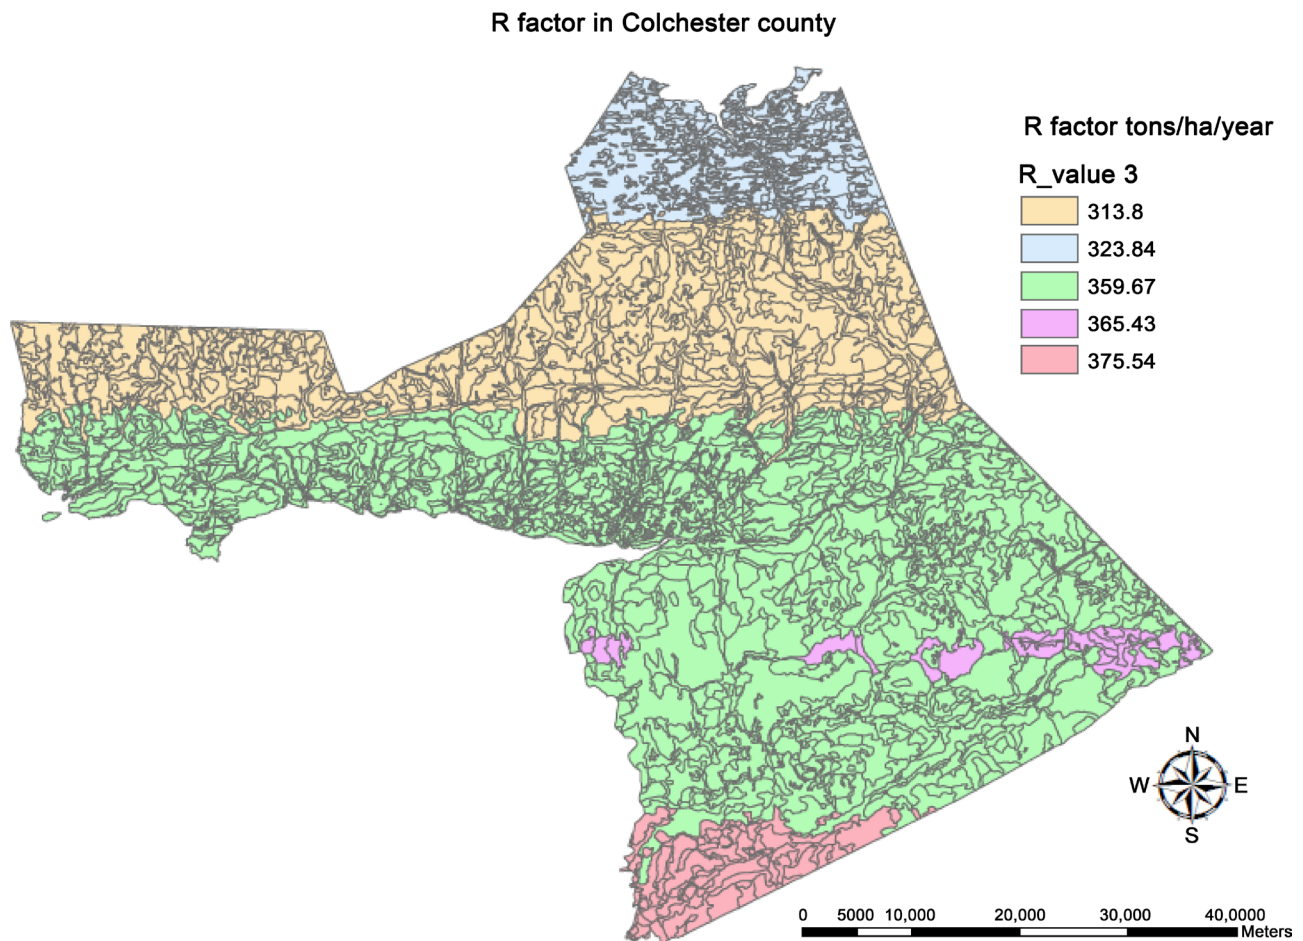 R factor in Colchester county
R factor tons/ha/year
R_value 3
313.8
323.84
359.67
365.43
375.54
N
W E
S
0 5000 10,000 20,000 30,000 40,0000
Meters